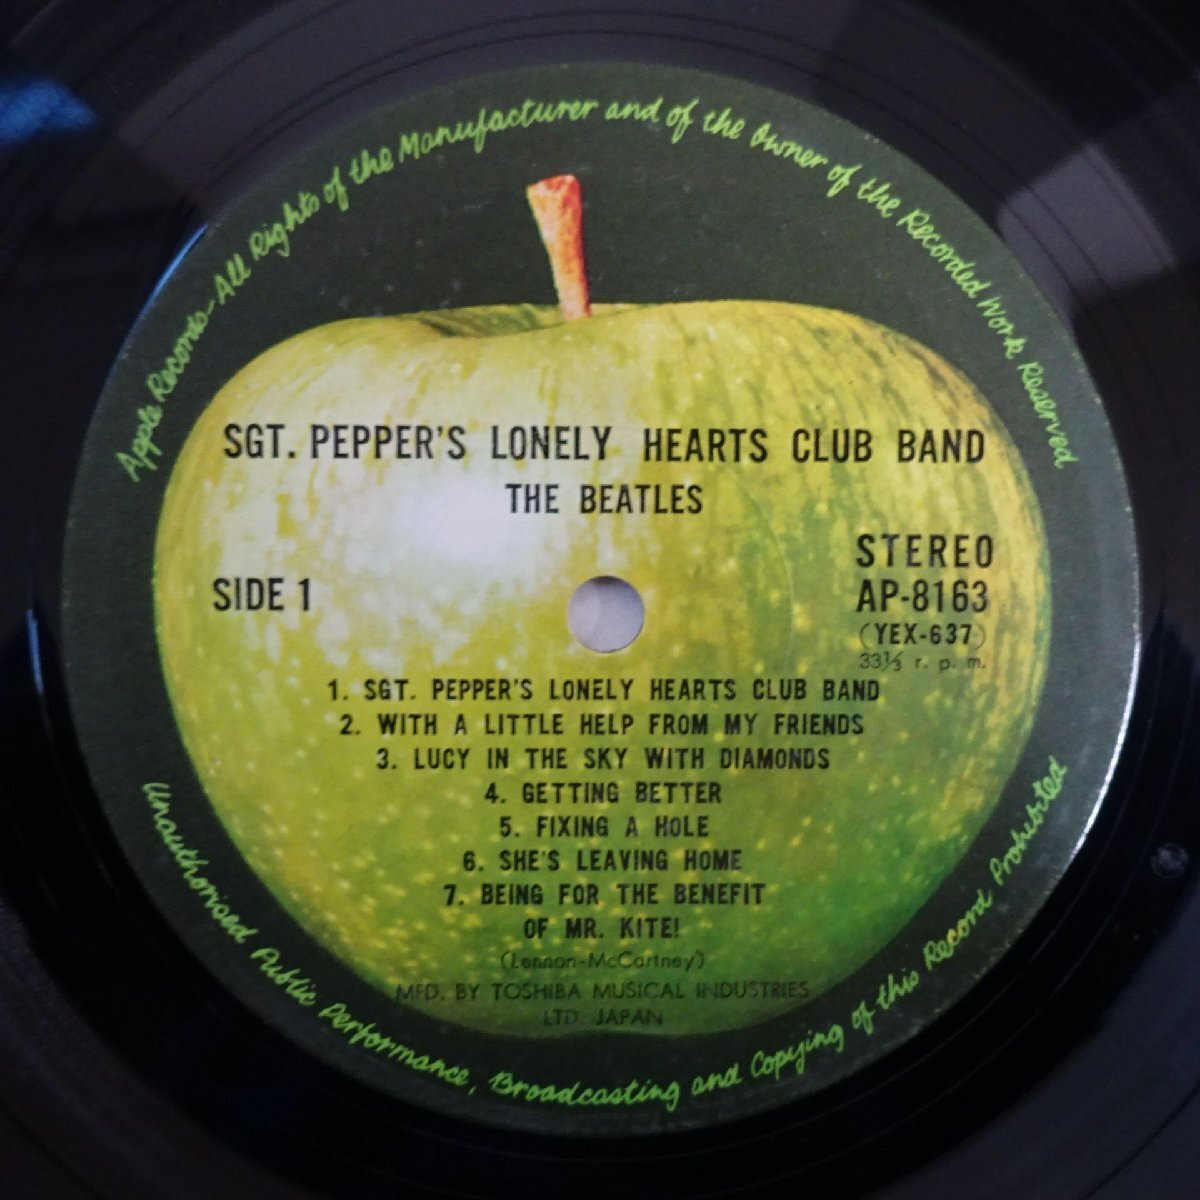 Apple Records-All Rights of the Manufacturer and of the Owner of the Recorded Work Reserved
SGT. PEPPER'S LONELY HEARTS CLUB BAND
THE BEATLES
STEREO
SIDE 1
AP-8163
(YEX-637)
33⅓ r. p. m.
1. SGT. PEPPER'S LONELY HEARTS CLUB BAND
2. WITH A LITTLE HELP FROM MY FRIENDS
3. LUCY IN THE SKY WITH DIAMONDS
4. GETTING BETTER
5. FIXING A HOLE
6. SHE'S LEAVING HOME
7. BEING FOR THE BENEFIT
OF MR. KITE!
(Lennon-McCartney)
MFD. BY TOSHIBA MUSICAL INDUSTRIES
LTD. JAPAN
Unauthorised Public Performance, Broadcasting and Copying of this Record Prohibited